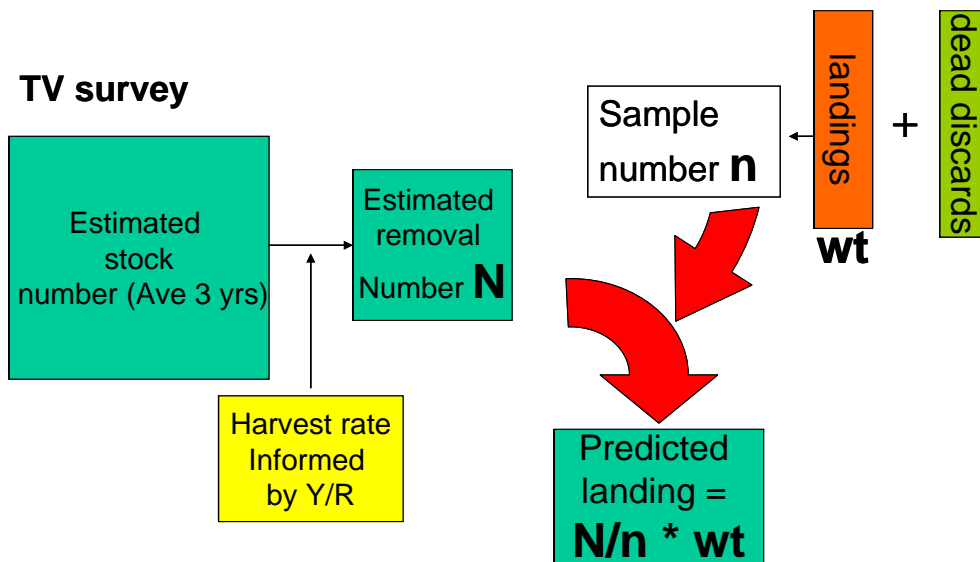 TV survey
Estimated
stock
number (Ave 3 yrs)
Harvest rate
Informed
by Y/R
Estimated
removal
Number N
Sample
number n
landings
wt
+
dead discards
Predicted
landing =
N/n * wt